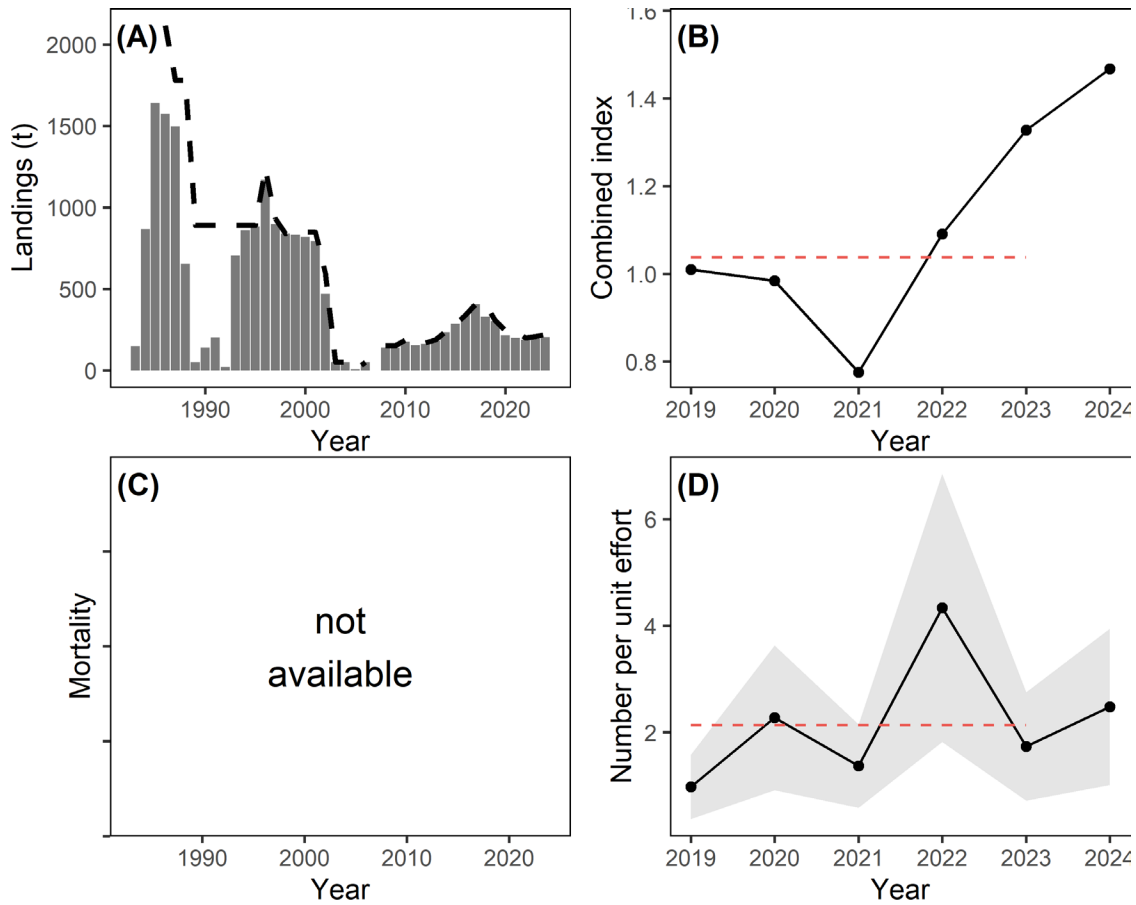 (A)
Landings (t)
2000
1500
1000
500
0
1990
2000
2010
2020
Year
(B)
Combined index
1.6
1.4
1.2
1.0
0.8
2019
2020
2021
2022
2023
2024
Year
(C)
Mortality
not
available
1990
2000
2010
2020
Year
(D)
Number per unit effort
6
4
2
2019
2020
2021
2022
2023
2024
Year